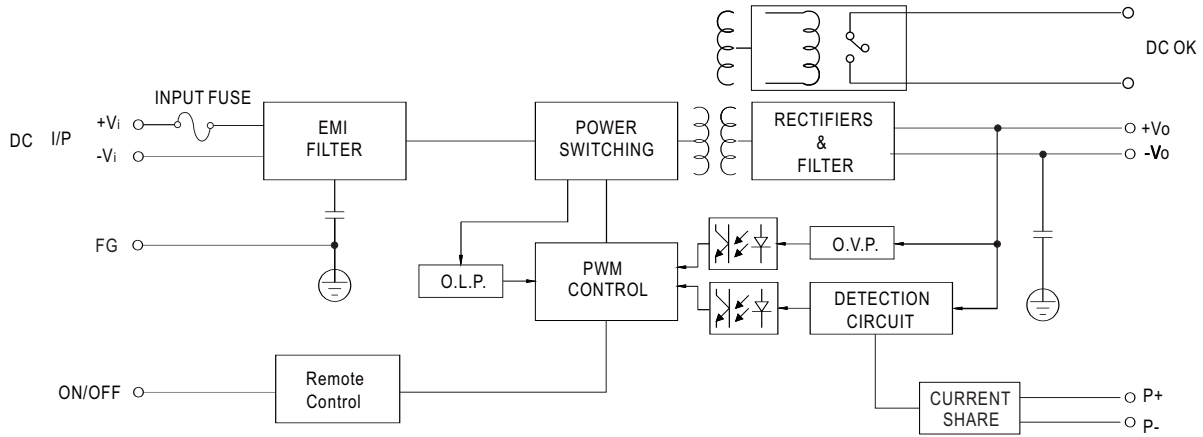 DC OK
INPUT FUSE
DC I/P
+Vi
-Vi
EMI
FILTER
POWER
SWITCHING
RECTIFIERS
&
FILTER
+Vo
-Vo
FG
O.L.P.
PWM
CONTROL
O.V.P.
DETECTION
CIRCUIT
ON/OFF
Remote
Control
CURRENT
SHARE
P+
P-